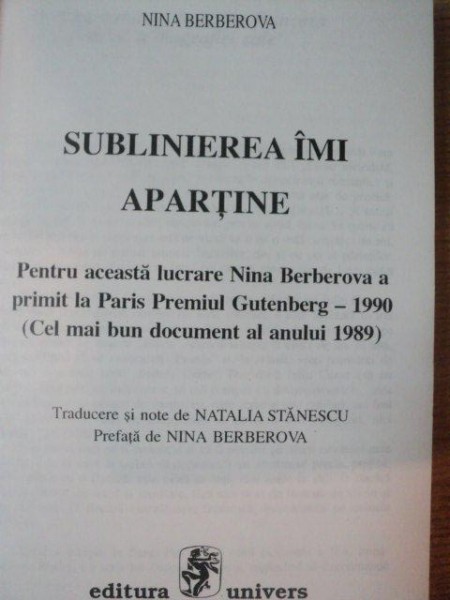 NINA BERBEROVA
SUBLINIEREA ÎMI
APARȚINE
Pentru această lucrare Nina Berberova a
primit la Paris Premiul Gutenberg – 1990
(Cel mai bun document al anului 1989)
Traducere și note de NATALIA STĂNESCU
Prefață de NINA BERBEROVA
editura univers